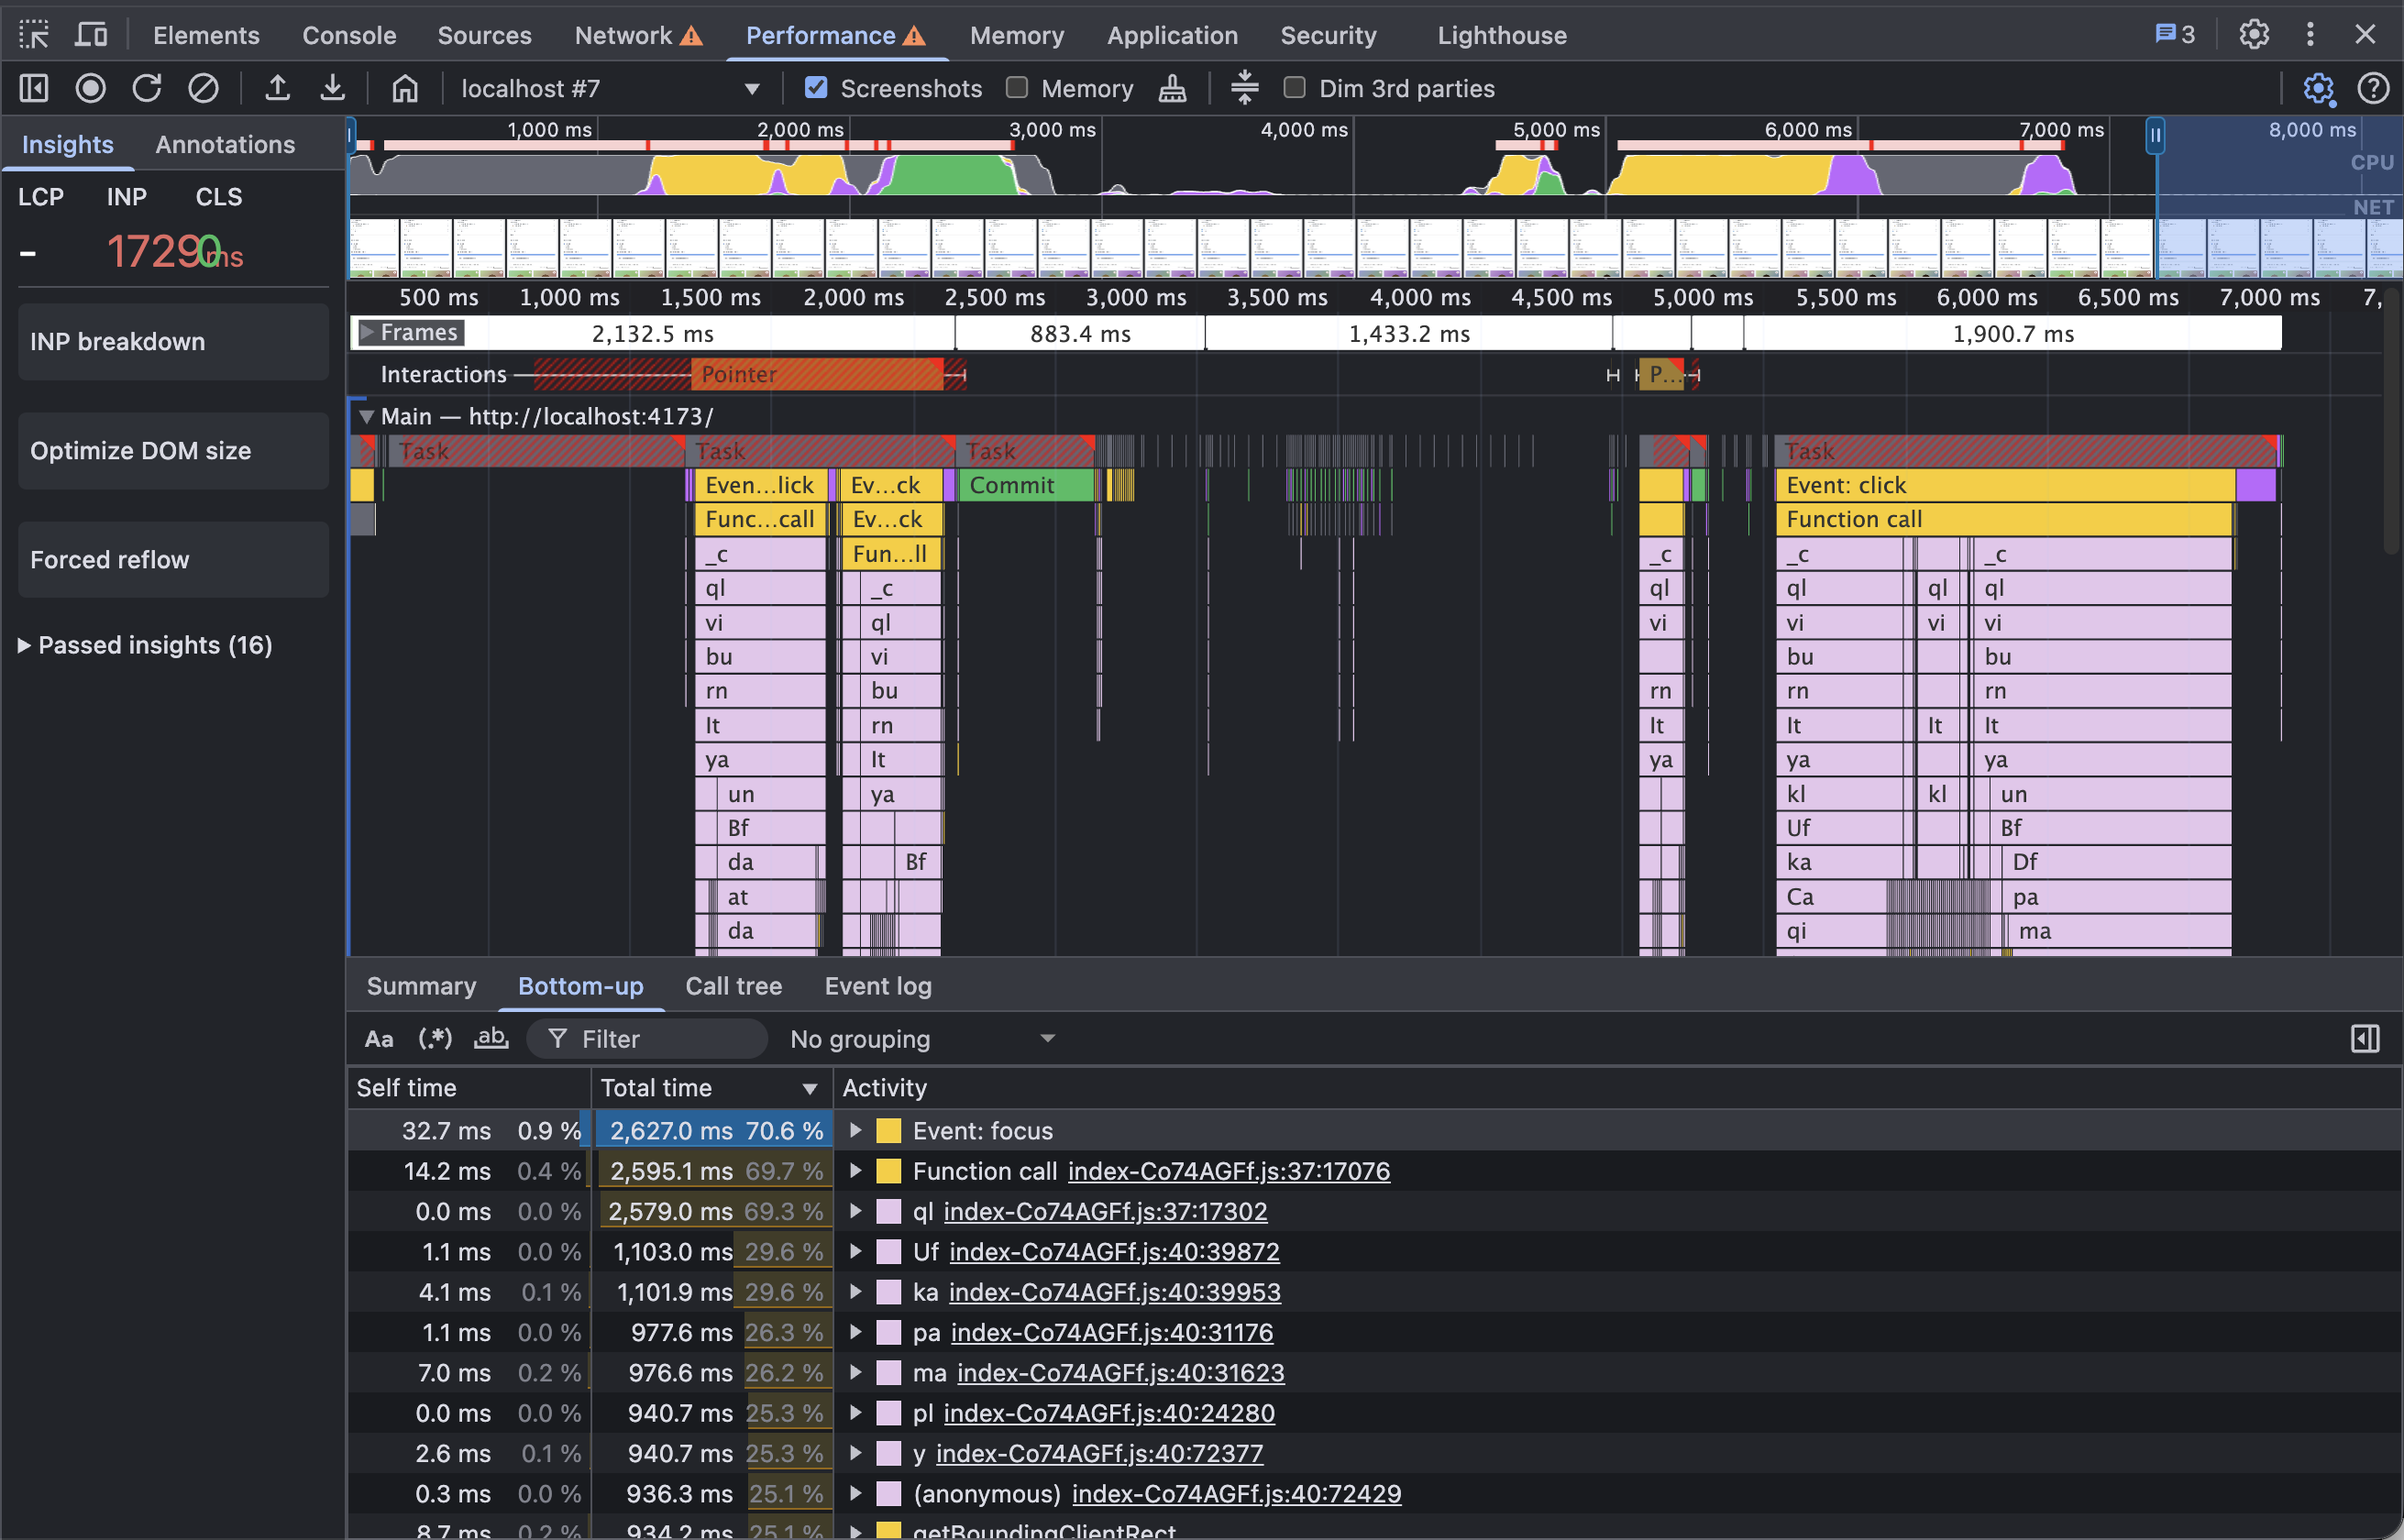 Elements Console Sources Network Performance Memory Application Security Lighthouse 3
localhost #7 Screenshots Memory Dim 3rd parties
Insights Annotations
LCP INP CLS
- 1729ms 0
INP breakdown
Optimize DOM size
Forced reflow
Passed insights (16)
1,000 ms 2,000 ms 3,000 ms 4,000 ms 5,000 ms 6,000 ms 7,000 ms 8,000 ms
CPU
NET
500 ms 1,000 ms 1,500 ms 2,000 ms 2,500 ms 3,000 ms 3,500 ms 4,000 ms 4,500 ms 5,000 ms 5,500 ms 6,000 ms 6,500 ms 7,000 ms 7,
Frames 2,132.5 ms 883.4 ms 1,433.2 ms 1,900.7 ms
Interactions Pointer P...
Main — http://localhost:4173/
Task Task Task Task
Even...lick Ev...ck Commit Event: click
Func...call Ev...ck Function call
_c Fun...ll _c _c _c
ql _c ql ql ql ql
vi ql vi vi vi vi
bu vi bu bu
rn bu rn rn rn
lt rn lt lt lt lt
ya lt ya ya ya
un ya kl kl un
Bf Uf Bf
da Bf ka Df
at Ca pa
da qi ma
Summary Bottom-up Call tree Event log
Aa (.*) ab Filter No grouping
Self time Total time Activity
32.7 ms 0.9 % 2,627.0 ms 70.6 % Event: focus
14.2 ms 0.4 % 2,595.1 ms 69.7 % Function call index-Co74AGFf.js:37:17076
0.0 ms 0.0 % 2,579.0 ms 69.3 % ql index-Co74AGFf.js:37:17302
1.1 ms 0.0 % 1,103.0 ms 29.6 % Uf index-Co74AGFf.js:40:39872
4.1 ms 0.1 % 1,101.9 ms 29.6 % ka index-Co74AGFf.js:40:39953
1.1 ms 0.0 % 977.6 ms 26.3 % pa index-Co74AGFf.js:40:31176
7.0 ms 0.2 % 976.6 ms 26.2 % ma index-Co74AGFf.js:40:31623
0.0 ms 0.0 % 940.7 ms 25.3 % pl index-Co74AGFf.js:40:24280
2.6 ms 0.1 % 940.7 ms 25.3 % y index-Co74AGFf.js:40:72377
0.3 ms 0.0 % 936.3 ms 25.1 % (anonymous) index-Co74AGFf.js:40:72429
8.7 ms 0.2 % 934.2 ms 25.1 % getBoundingClientRect